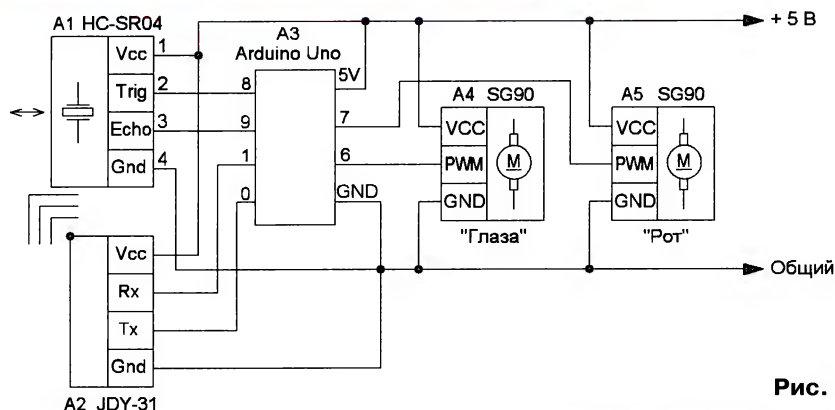 A1 HC-SR04
Vcc 1
Trig 2
Echo 3
Gnd 4
A3
Arduino Uno
8
9
1
0
5V
7
6
GND
+ 5 В
A4 SG90
VCC
PWM
GND
M
"Глаза"
A5 SG90
VCC
PWM
GND
M
"Рот"
Общий
Vcc
Rx
Tx
Gnd
A2 JDY-31
Рис.